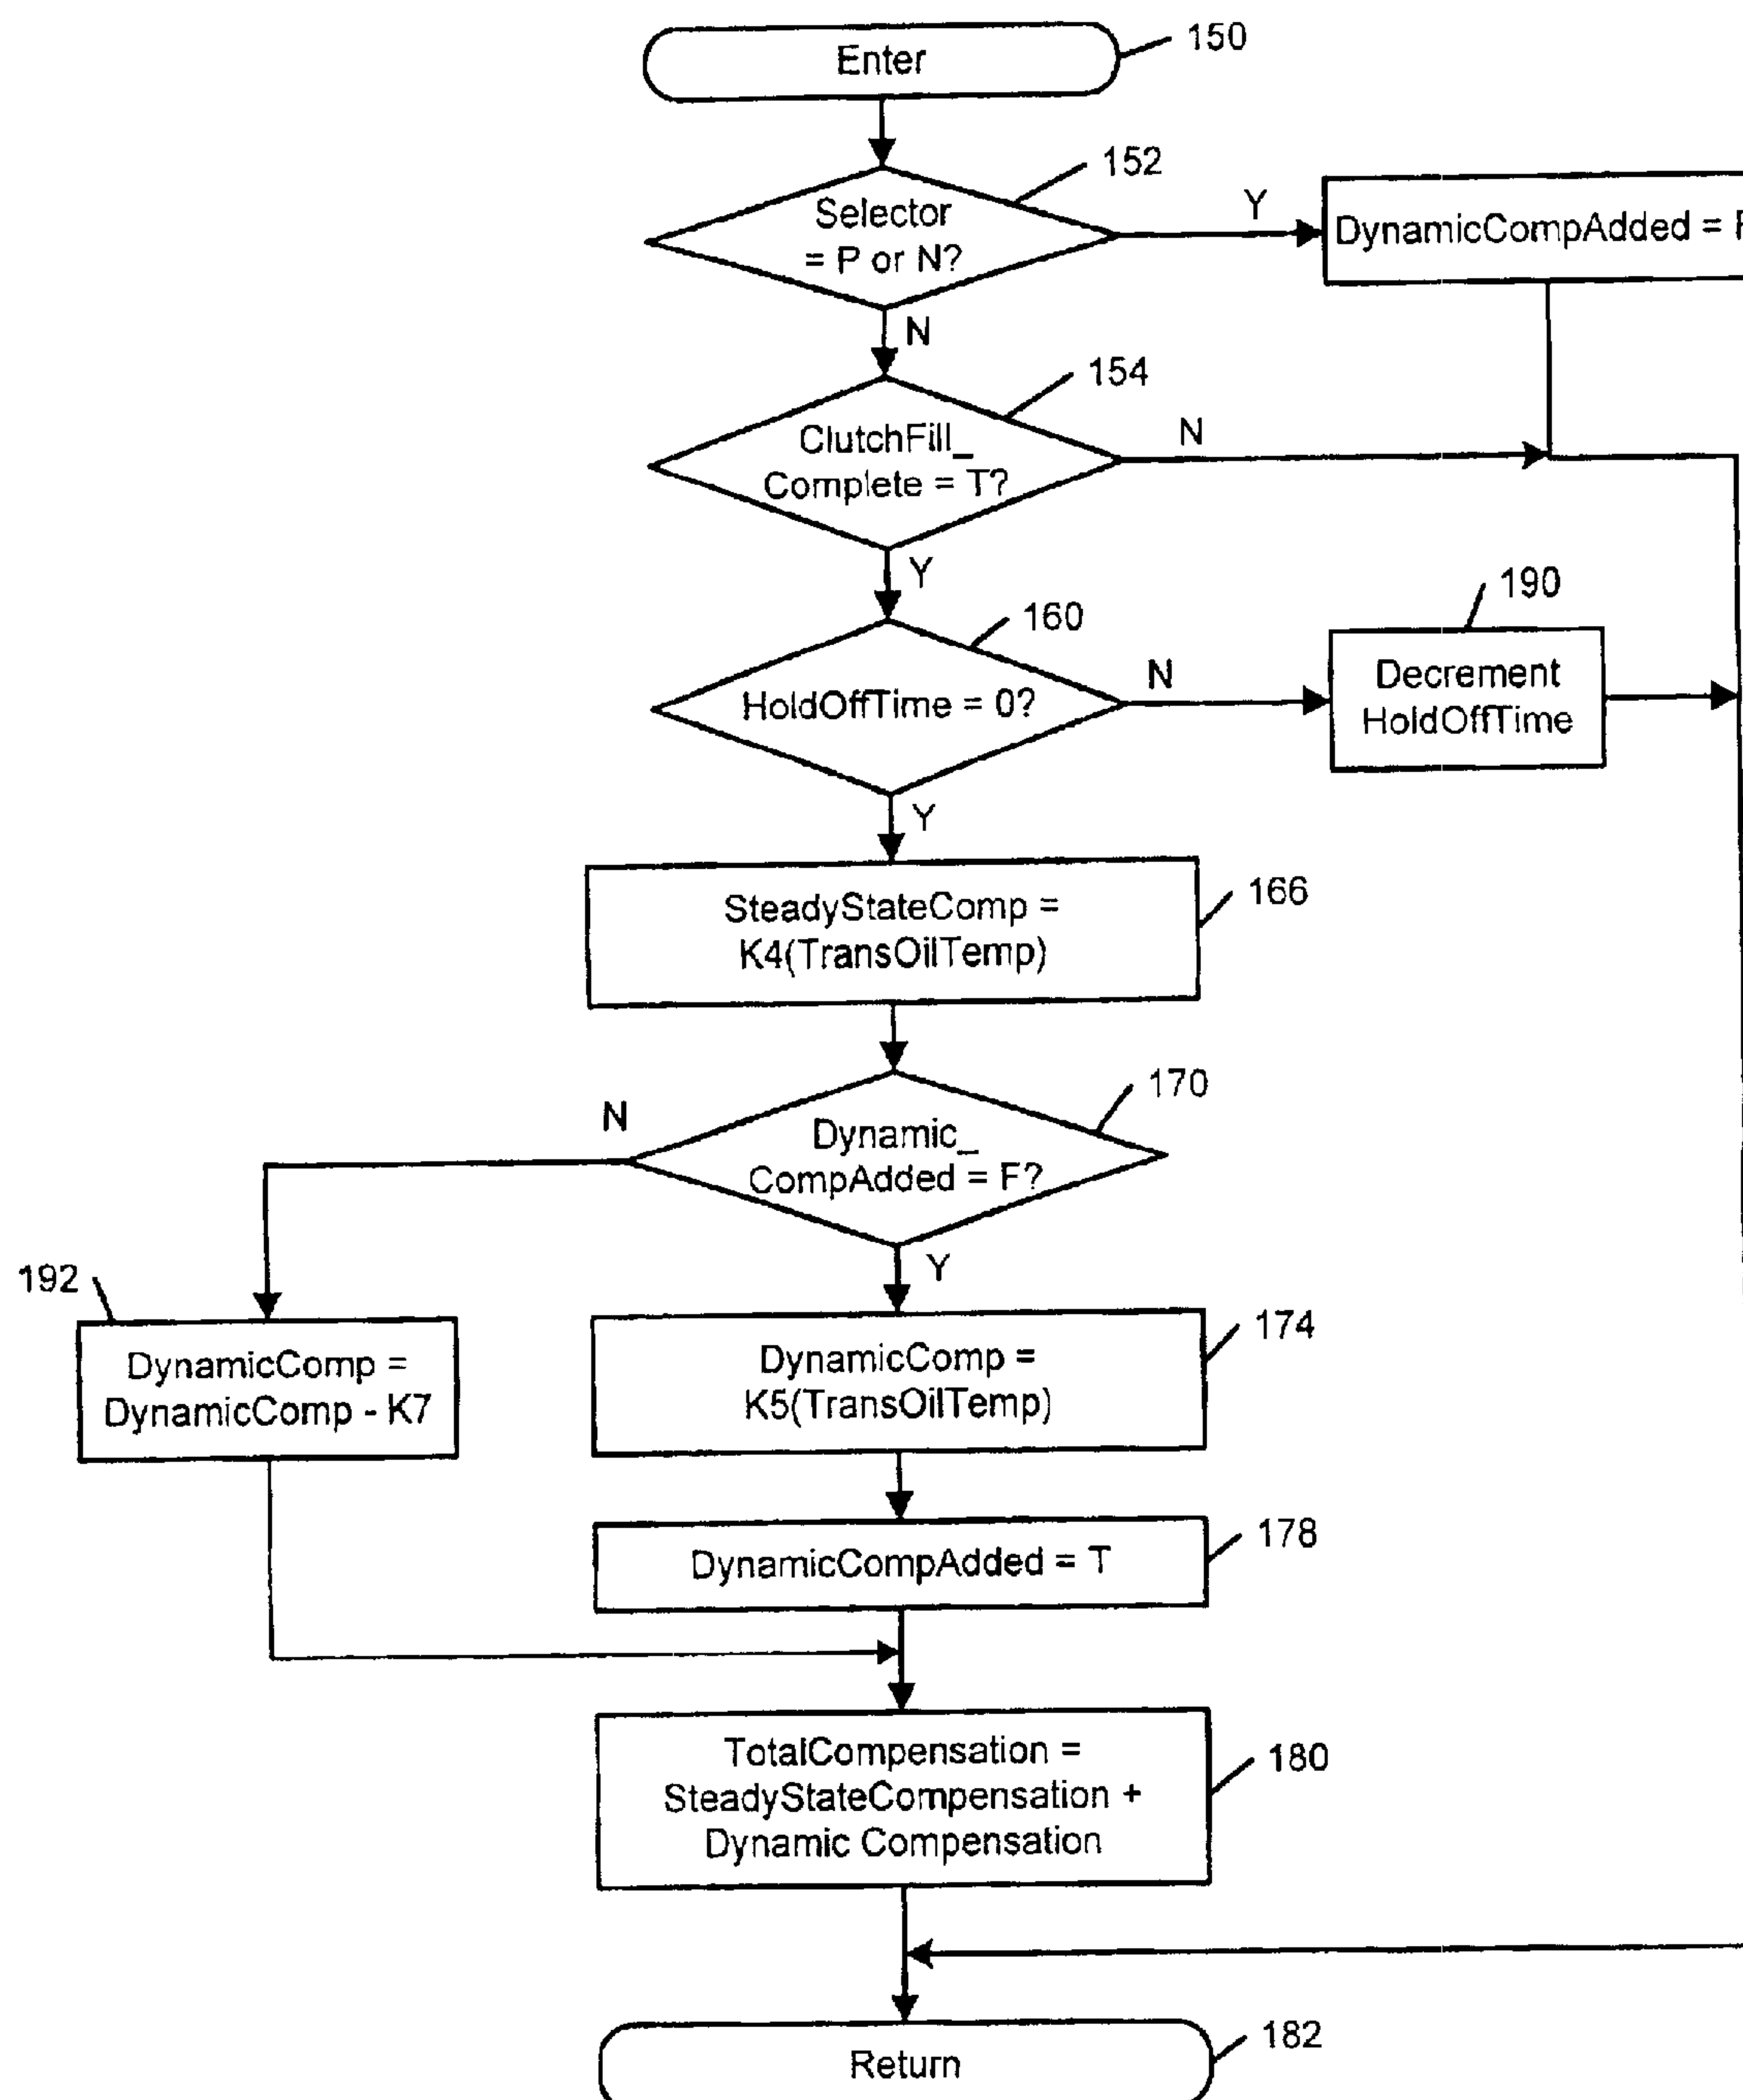 Enter
150
152
Selector
= P or N?
Y
DynamicCompAdded =
N
154
ClutchFill_
Complete = T?
N
Y
160
HoldOffTime = 0?
N
190
Decrement
HoldOffTime
Y
166
SteadyStateComp =
K4(TransOilTemp)
170
N
Dynamic_
CompAdded = F?
Y
192
DynamicComp =
DynamicComp - K7
174
DynamicComp =
K5(TransOilTemp)
178
DynamicCompAdded = T
180
TotalCompensation =
SteadyStateCompensation +
Dynamic Compensation
182
Return